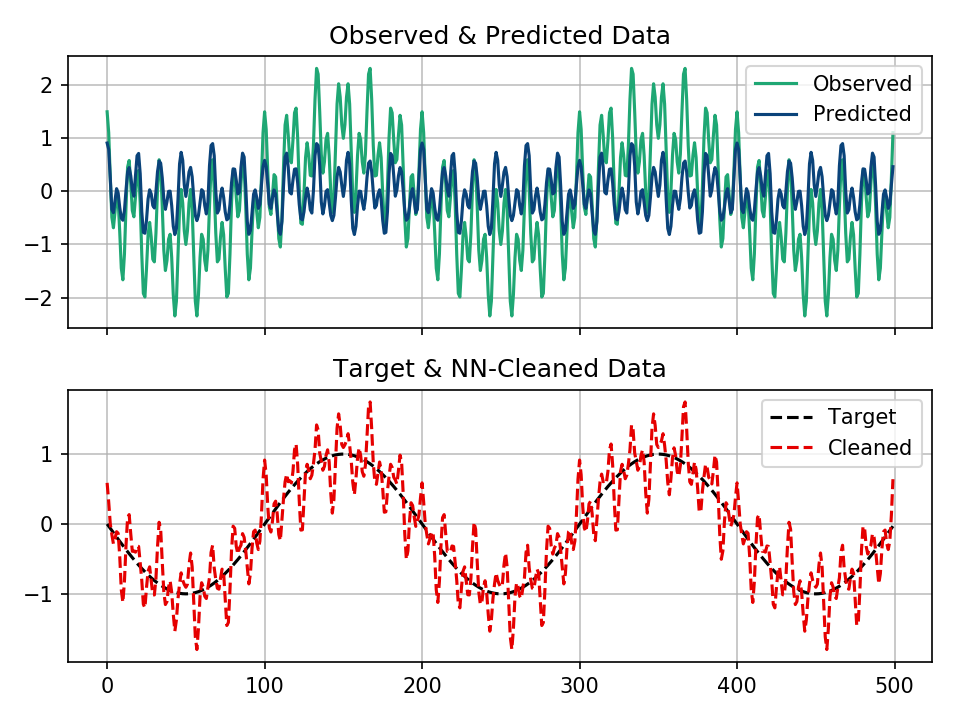 Observed & Predicted Data
2
1
0
−1
−2
Observed
Predicted
Target & NN-Cleaned Data
1
0
−1
Target
Cleaned
0 100 200 300 400 500